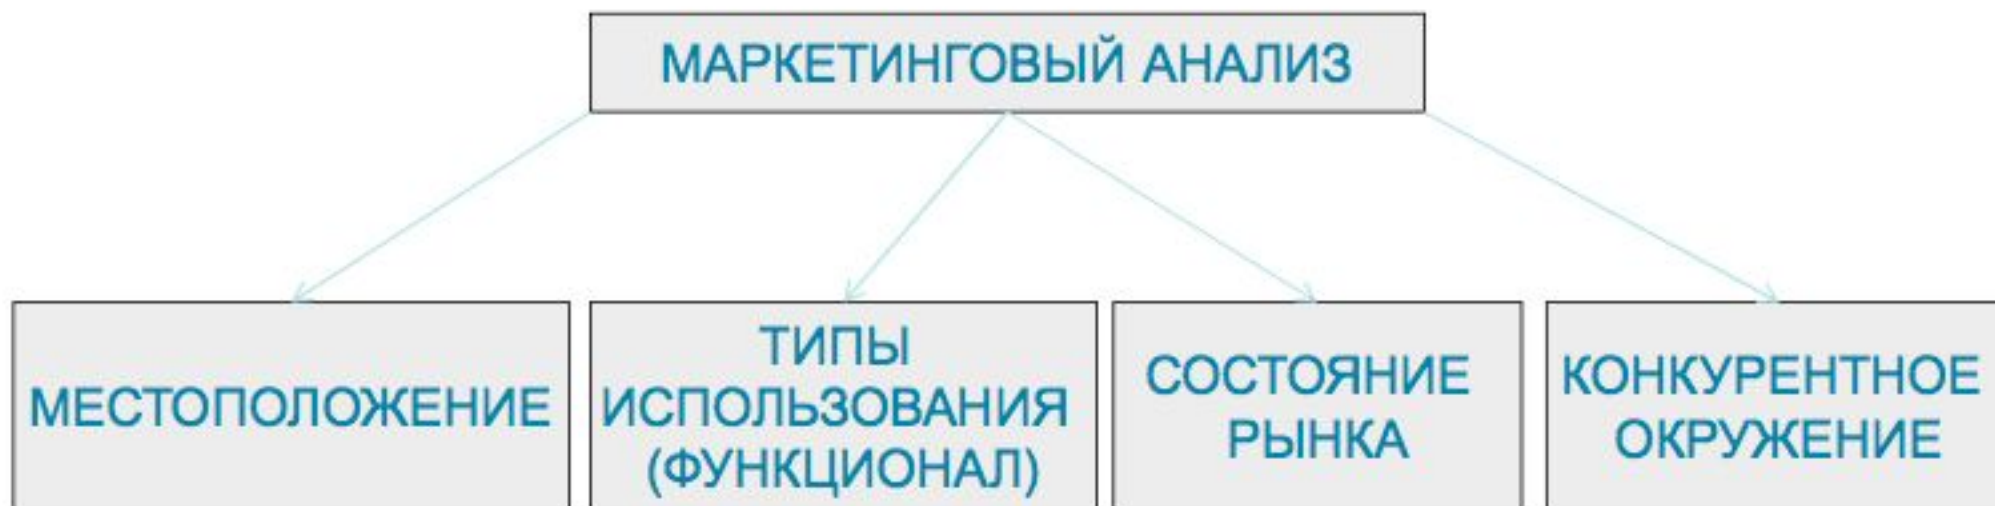 МАРКЕТИНГОВЫЙ АНАЛИЗ
МЕСТОПОЛОЖЕНИЕ
ТИПЫ
ИСПОЛЬЗОВАНИЯ
(ФУНКЦИОНАЛ)
СОСТОЯНИЕ
РЫНКА
КОНКУРЕНТНОЕ
ОКРУЖЕНИЕ